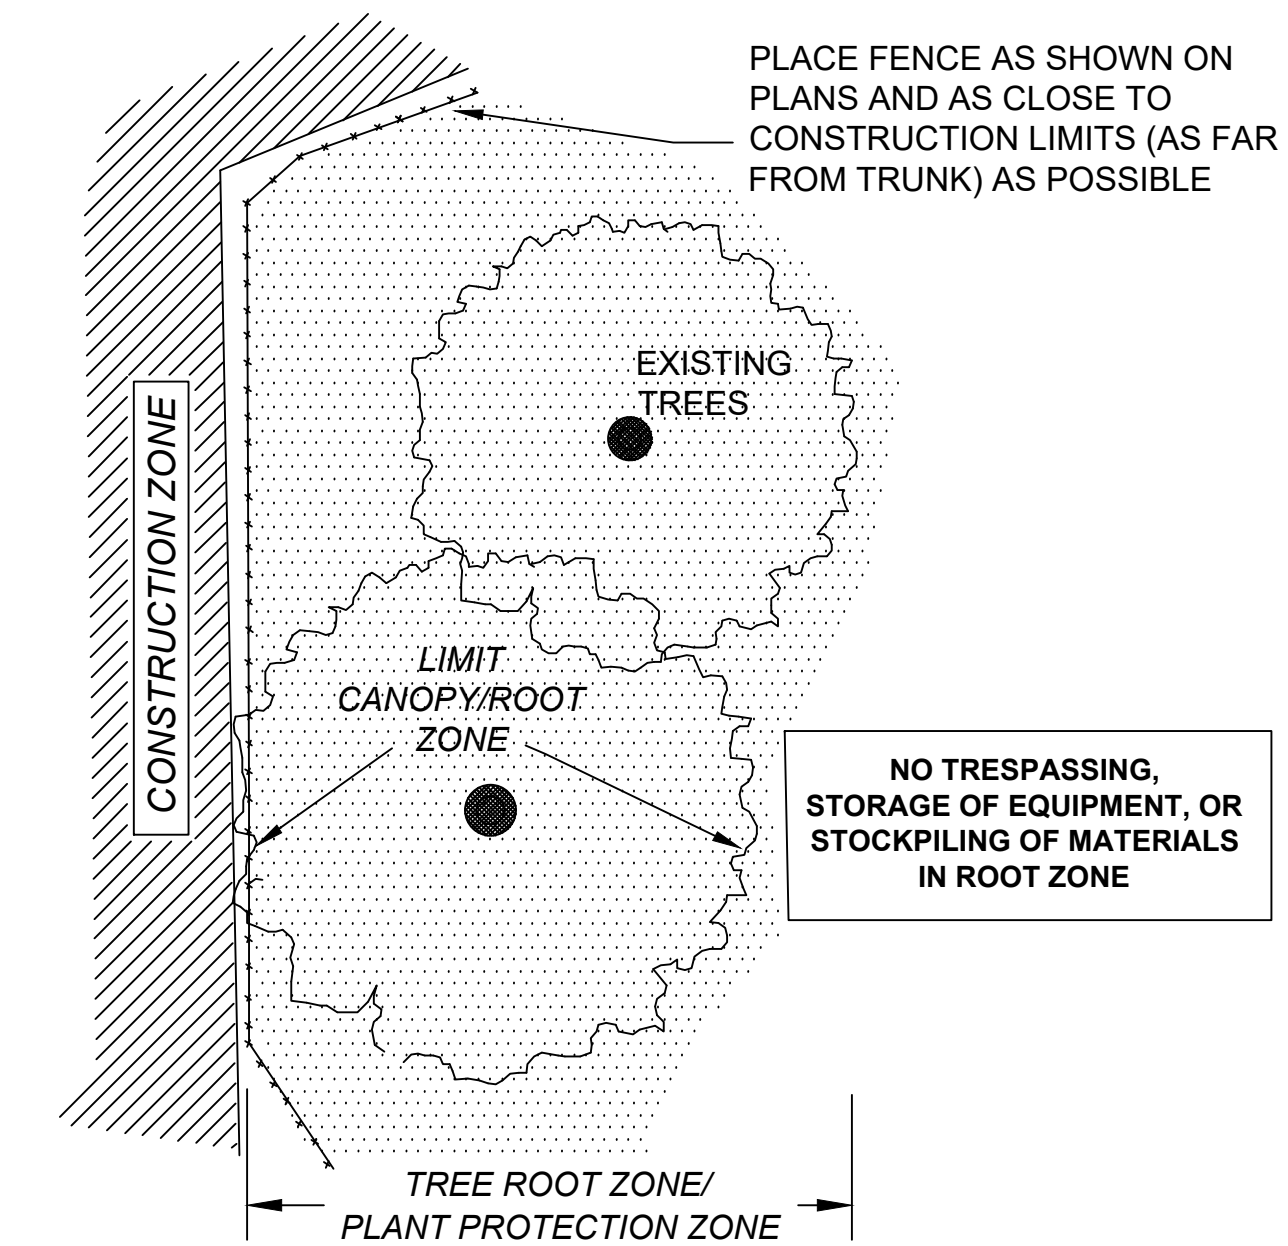 PLACE FENCE AS SHOWN ON
PLANS AND AS CLOSE TO
CONSTRUCTION LIMITS (AS FAR
FROM TRUNK) AS POSSIBLE
EXISTING
TREES
CONSTRUCTION ZONE
LIMIT
CANOPY/ROOT
ZONE
NO TRESPASSING,
STORAGE OF EQUIPMENT, OR
STOCKPILING OF MATERIALS
IN ROOT ZONE
TREE ROOT ZONE/
PLANT PROTECTION ZONE